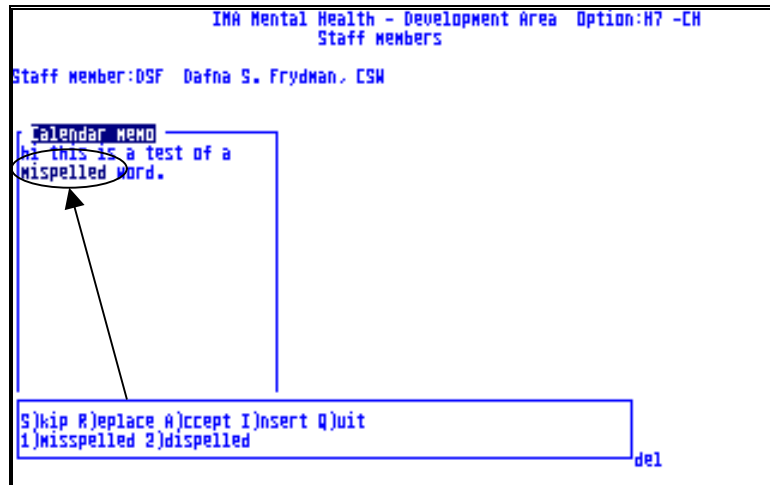 IMA Mental Health - Development Area Option:H7 -CH
Staff members
Staff member:DSF Dafna S. Frydman, CSW
Calendar memo
hi this is a test of a
mispelled word.
S)kip R)eplace A)ccept I)nsert Q)uit
1)misspelled 2)dispelled
del